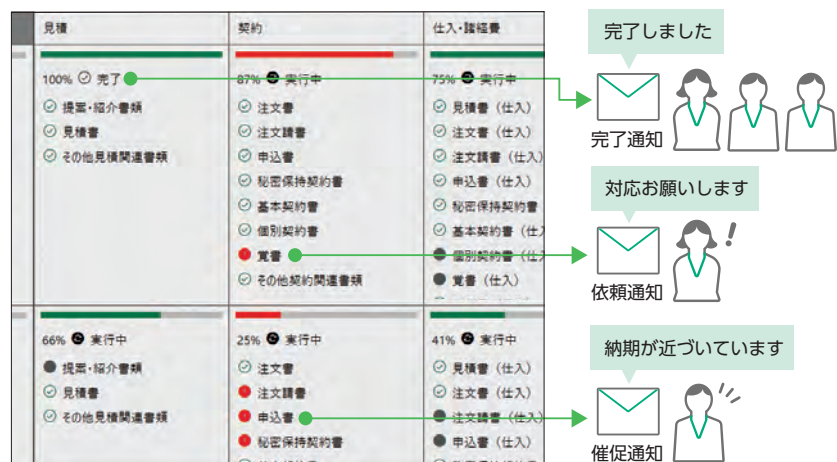 見積
契約
仕入・諸経費
100% 完了
提案・紹介書類
見積書
その他見積関連書類
87% 実行中
注文書
注文請書
申込書
秘密保持契約書
基本契約書
個別契約書
覚書
その他契約関連書類
75% 実行中
見積書（仕入）
注文書（仕入）
注文請書（仕入）
申込書（仕入）
秘密保持契約書
基本契約書（仕入
個別契約書（仕入
覚書（仕入）
66% 実行中
提案・紹介書類
見積書
その他見積関連書類
25% 実行中
注文書
注文請書
申込書
秘密保持契約書
41% 実行中
見積書（仕入）
注文書（仕入）
注文請書（仕入）
申込書（仕入）
完了しました
完了通知
対応お願いします
依頼通知
納期が近づいています
催促通知